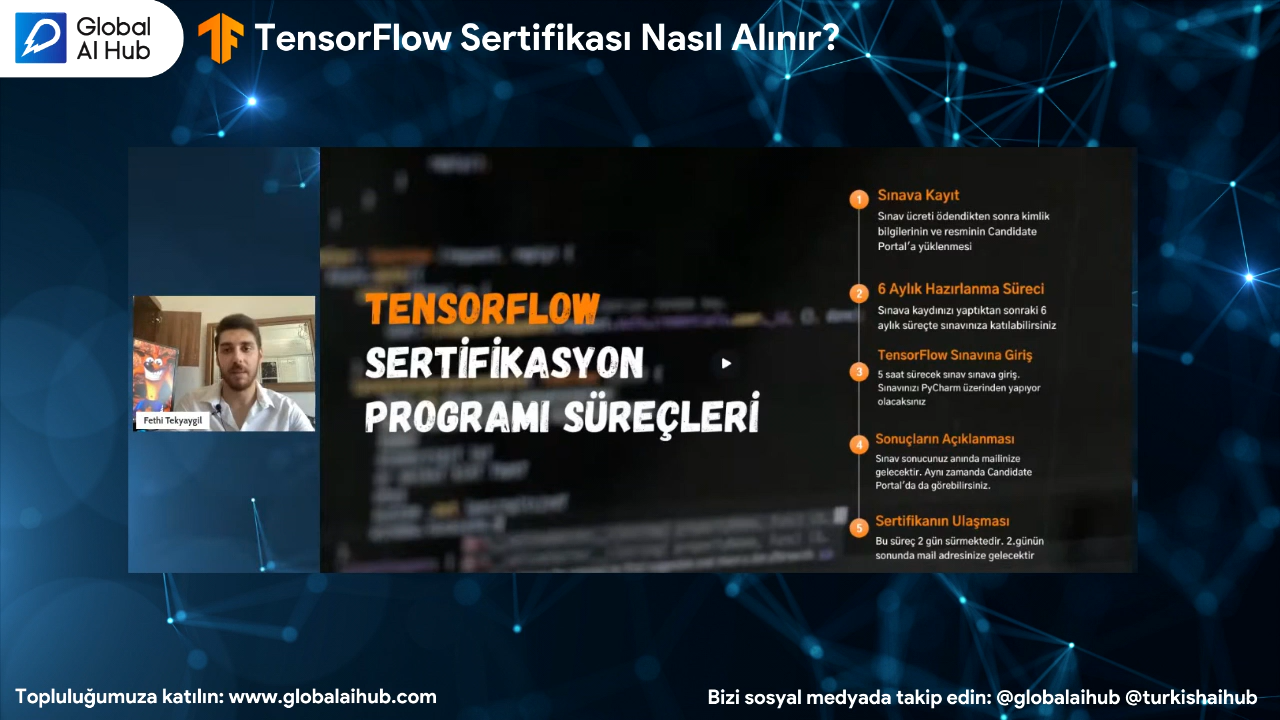 Global
AI Hub
TensorFlow Sertifikası Nasıl Alınır?
Fethi Tekyaygil
TENSORFLOW
SERTİFİKASYON
PROGRAMI SÜREÇLERİ
1 Sınava Kayıt
Sınav ücreti ödendikten sonra kimlik
bilgilerinin ve resminin Candidate
Portal'a yüklenmesi
2 6 Aylık Hazırlanma Süreci
Sınava kaydınızı yaptıktan sonraki 6
aylık süreçte sınavınıza katılabilirsiniz
3 TensorFlow Sınavına Giriş
5 saat sürecek sınav sınava giriş.
Sınavınızı PyCharm üzerinden yapıyor
olacaksınız
4 Sonuçların Açıklanması
Sınav sonucunuz anında mailinize
gelecektir. Aynı zamanda Candidate
Portal'da da görebilirsiniz.
5 Sertifikanın Ulaşması
Bu süreç 2 gün sürmektedir. 2.günün
sonunda mail adresinize gelecektir
Topluluğumuza katılın: www.globalaihub.com
Bizi sosyal medyada takip edin: @globalaihub @turkishaihub